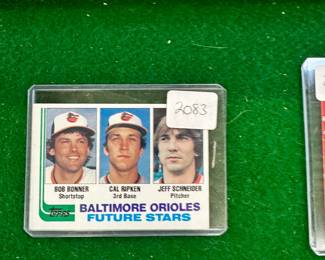 2083
BOB BONNER CAL RIPKEN JEFF SCHNEIDER
Shortstop 3rd Base Pitcher
BALTIMORE ORIOLES
FUTURE STARS